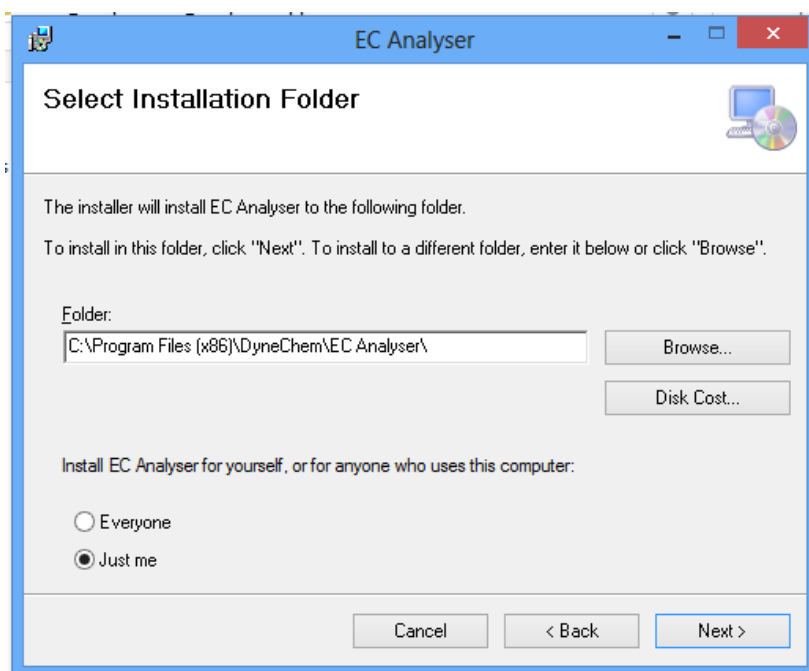 EC Analyser
Select Installation Folder
The installer will install EC Analyser to the following folder.
To install in this folder, click "Next". To install to a different folder, enter it below or click "Browse".
Folder:
C:\Program Files (x86)\DyneChem\EC Analyser\
Browse...
Disk Cost...
Install EC Analyser for yourself, or for anyone who uses this computer:
Everyone
Just me
Cancel
< Back
Next >